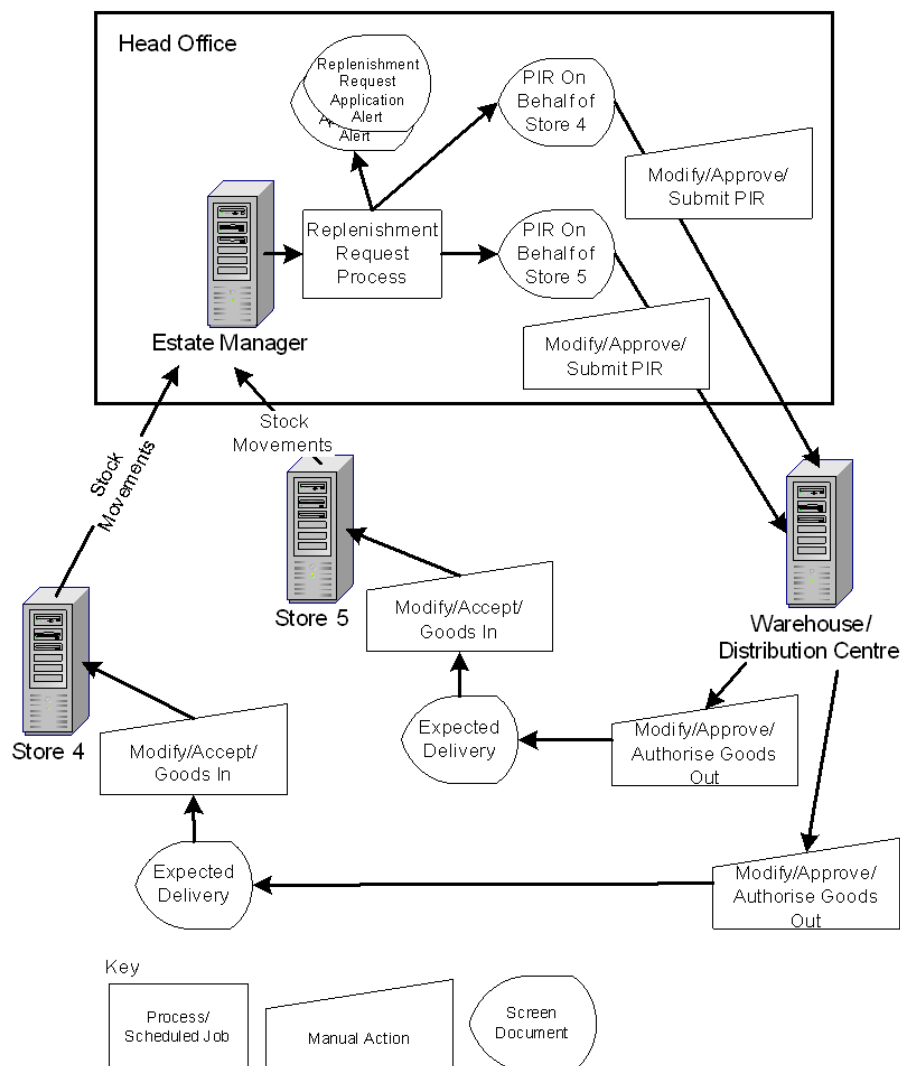 Head Office
Replenishment
Request
Application
Alert
Alert
PIR On
Behalf of
Store 4
Modify/Approve/
Submit PIR
Replenishment
Request
Process
PIR On
Behalf of
Store 5
Estate Manager
Modify/Approve/
Submit PIR
Stock
Movements
Stock
Movements
Store 5
Modify/Accept/
Goods In
Warehouse/
Distribution Centre
Store 4
Modify/Accept/
Goods In
Expected
Delivery
Modify/Approve/
Authorise Goods
Out
Expected
Delivery
Modify/Approve/
Authorise Goods
Out
Key
Process/
Scheduled Job
Manual Action
Screen
Document